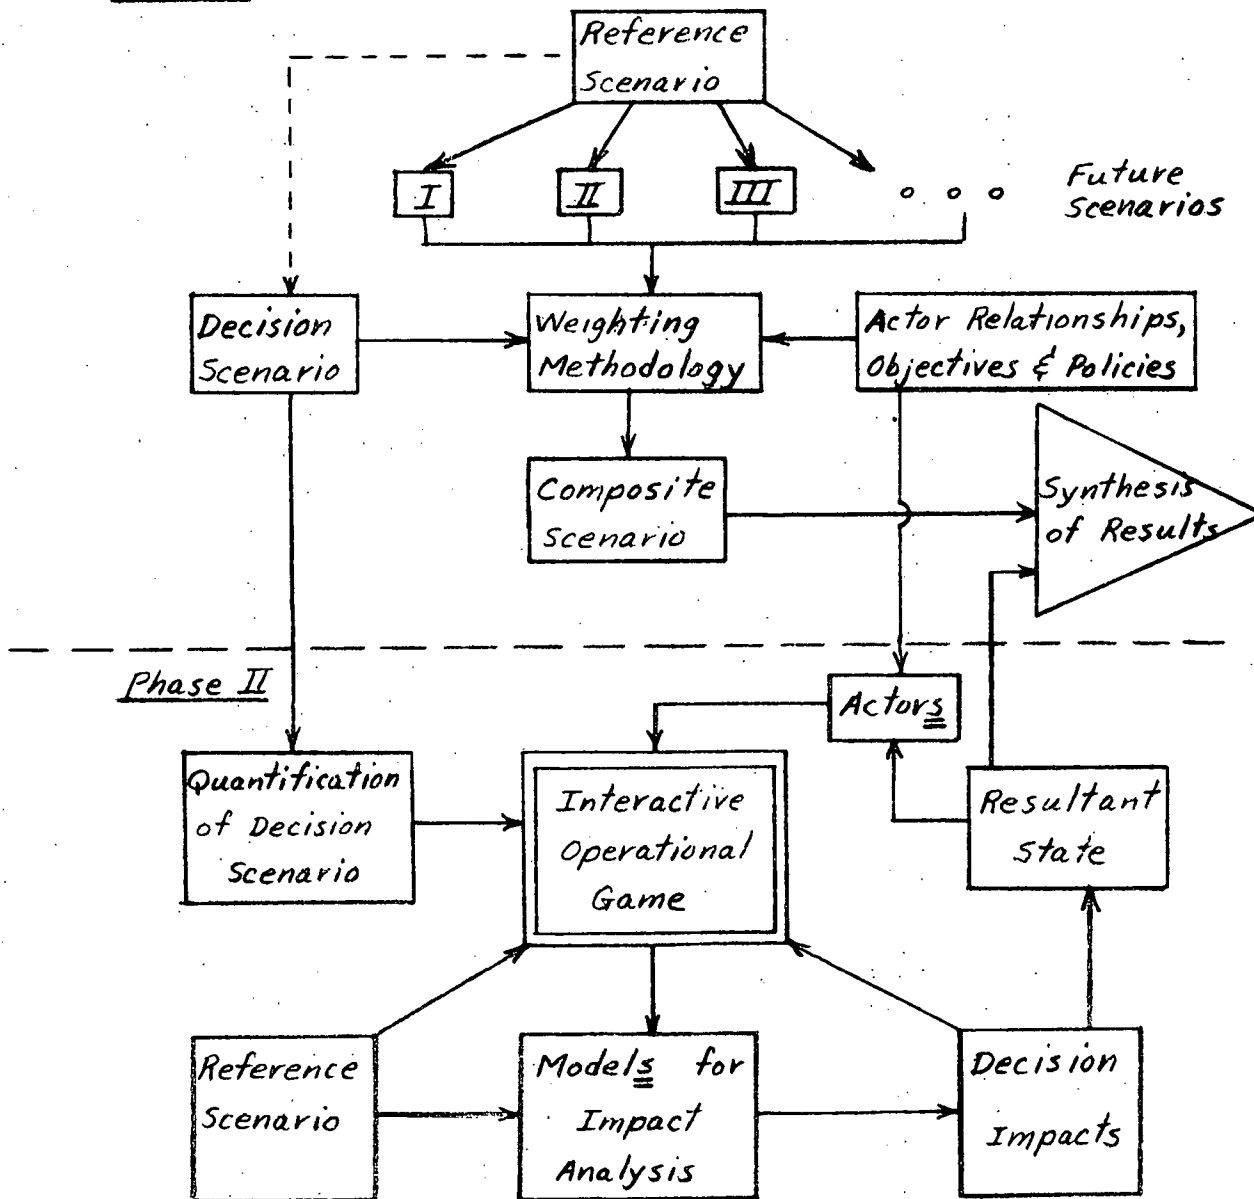 Reference
Scenario
I
II
III
Future
Scenarios
Decision
Scenario
Weighting
Methodology
Actor Relationships,
Objectives & Policies
Composite
Scenario
Synthesis
of Results
Phase II
Actors
Quantification
of Decision
Scenario
Interactive
Operational
Game
Resultant
State
Reference
Scenario
Models for
Impact
Analysis
Decision
Impacts